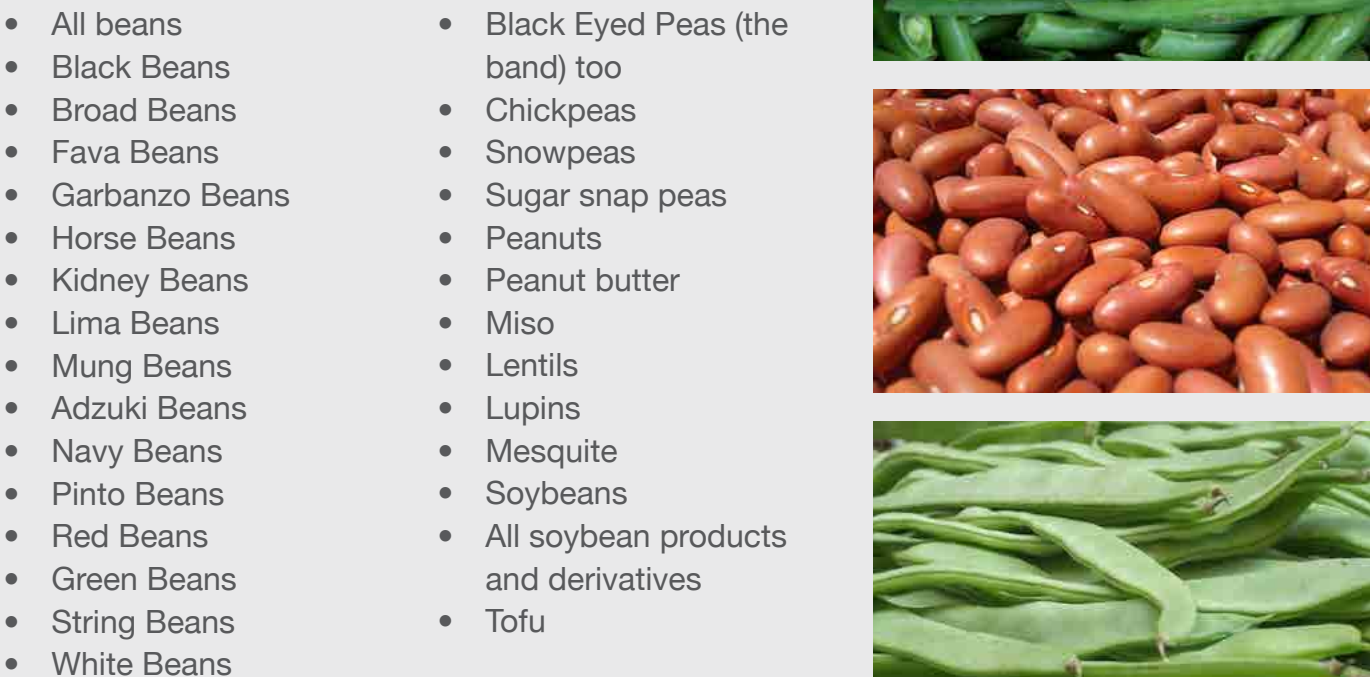 • All beans
• Black Beans
• Broad Beans
• Fava Beans
• Garbanzo Beans
• Horse Beans
• Kidney Beans
• Lima Beans
• Mung Beans
• Adzuki Beans
• Navy Beans
• Pinto Beans
• Red Beans
• Green Beans
• String Beans
• White Beans
• Black Eyed Peas (the
band) too
• Chickpeas
• Snowpeas
• Sugar snap peas
• Peanuts
• Peanut butter
• Miso
• Lentils
• Lupins
• Mesquite
• Soybeans
• All soybean products
and derivatives
• Tofu